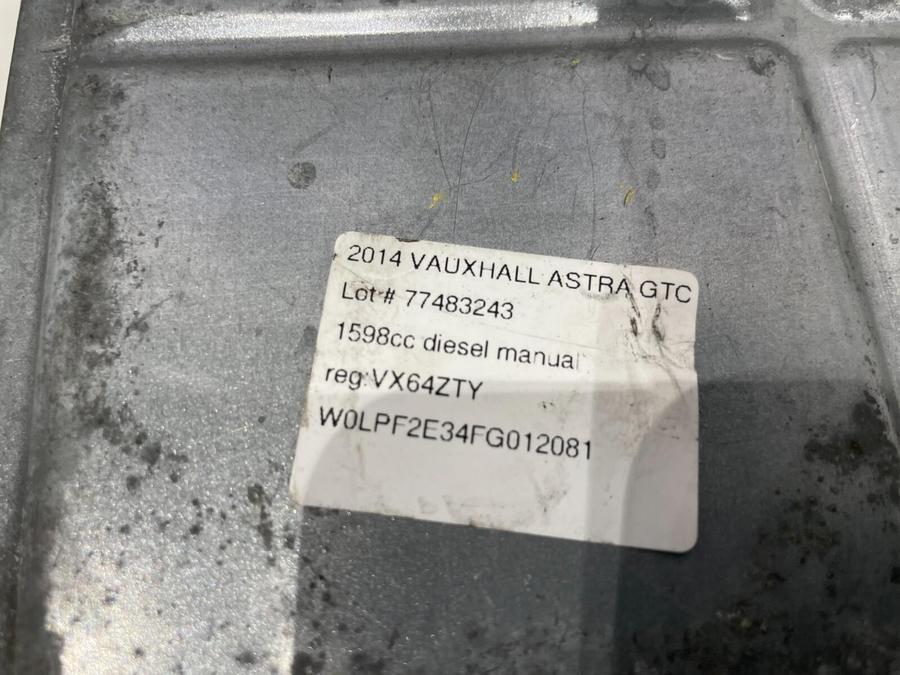 2014 VAUXHALL ASTRA GTC
Lot # 77483243
1598cc diesel manual
reg:VX64ZTY
W0LPF2E34FG012081